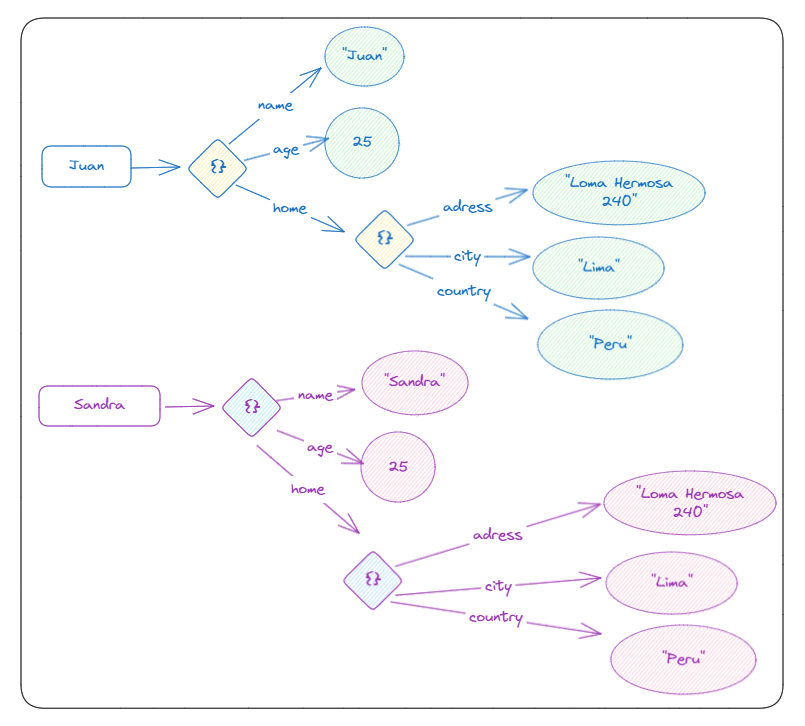 "Juan"
name
Juan
{}
age
25
home
"Loma Hermosa
240"
adress
{}
city
"Lima"
country
"Peru"
Sandra
{}
name
"Sandra"
age
25
home
"Loma Hermosa
240"
adress
{}
city
"Lima"
country
"Peru"